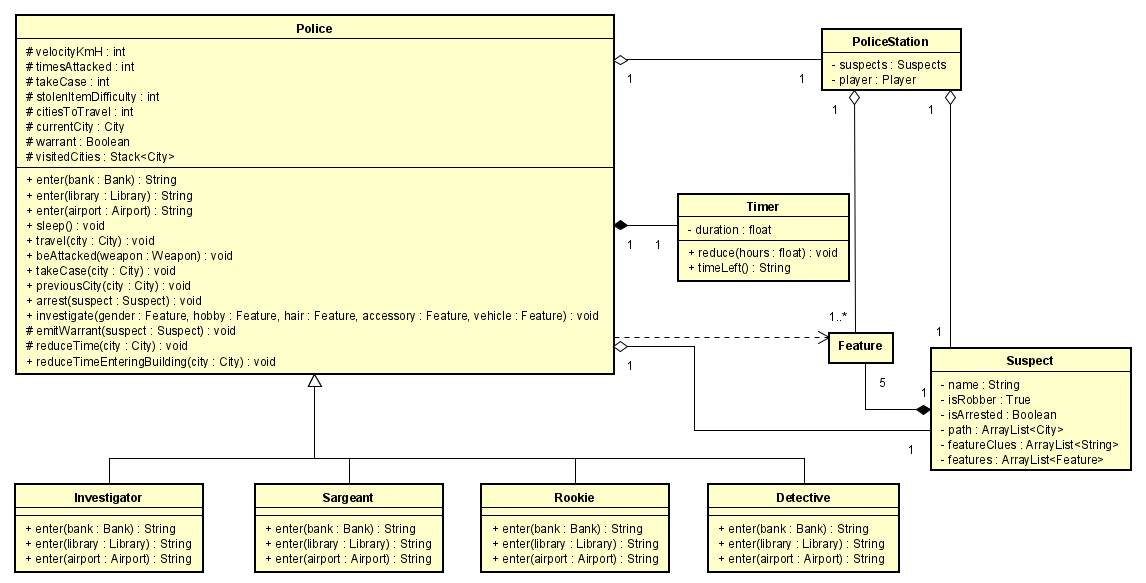 Police
# velocityKmH : int
# timesAttacked : int
# takeCase : int
# stolenItemDifficulty : int
# citiesToTravel : int
# currentCity : City
# warrant : Boolean
# visitedCities : Stack<City>
+ enter(bank : Bank) : String
+ enter(library : Library) : String
+ enter(airport : Airport) : String
+ sleep() : void
+ travel(city : City) : void
+ beAttacked(weapon : Weapon) : void
+ takeCase(city : City) : void
+ previousCity(city : City) : void
+ arrest(suspect : Suspect) : void
+ investigate(gender : Feature, hobby : Feature, hair : Feature, accessory : Feature, vehicle : Feature) : void
# emitWarrant(suspect : Suspect) : void
# reduceTime(city : City) : void
+ reduceTimeEnteringBuilding(city : City) : void
1
1
PoliceStation
- suspects : Suspects
- player : Player
1
1
Timer
- duration : float
+ reduce(hours : float) : void
+ timeLeft() : String
1
1
1..*
Feature
1
1
5
1
1
Suspect
- name : String
- isRobber : True
- isArrested : Boolean
- path : ArrayList<City>
- featureClues : ArrayList<String>
- features : ArrayList<Feature>
Investigator
+ enter(bank : Bank) : String
+ enter(library : Library) : String
+ enter(airport : Airport) : String
Sargeant
+ enter(bank : Bank) : String
+ enter(library : Library) : String
+ enter(airport : Airport) : String
Rookie
+ enter(bank : Bank) : String
+ enter(library : Library) : String
+ enter(airport : Airport) : String
Detective
+ enter(bank : Bank) : String
+ enter(library : Library) : String
+ enter(airport : Airport) : String